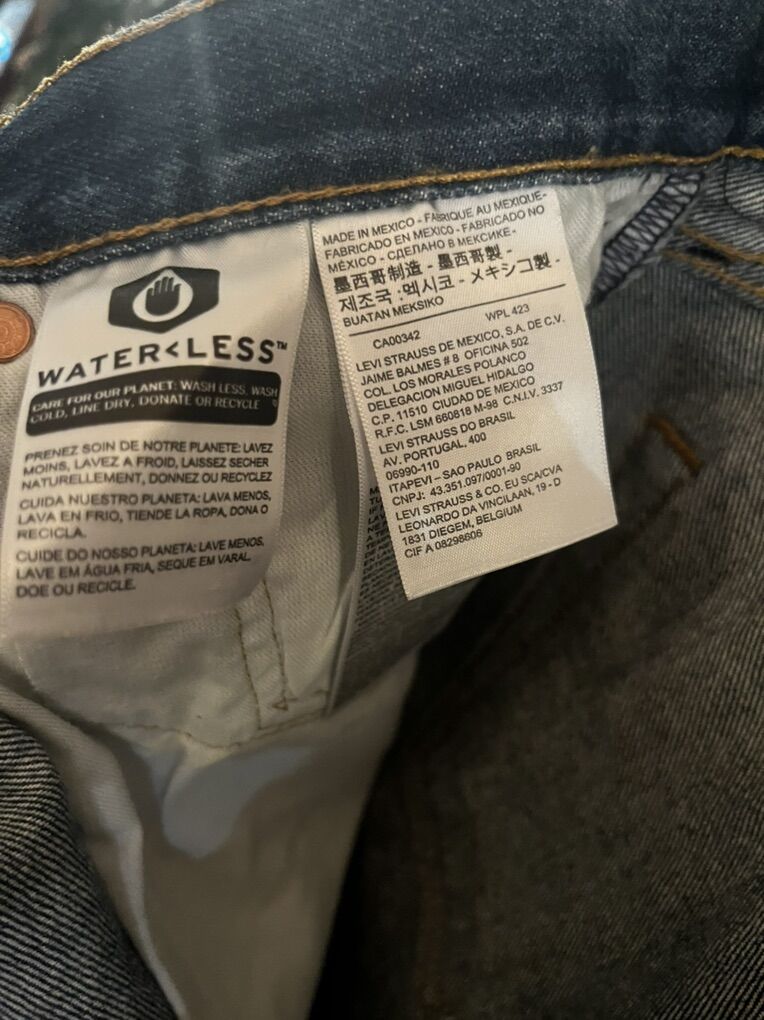 WATER<LESS™
CARE FOR OUR PLANET: WASH LESS, WASH
COLD, LINE DRY, DONATE OR RECYCLE
PRENEZ SOIN DE NOTRE PLANETE: LAVEZ
MOINS, LAVEZ A FROID, LAISSEZ SECHER
NATURELLEMENT, DONNEZ OU RECYCLEZ
CUIDA NUESTRO PLANETA: LAVA MENOS,
LAVA EN FRIO, TIENDE LA ROPA, DONA O
RECICLA.
CUIDE DO NOSSO PLANETA: LAVE MENOS,
LAVE EM ÁGUA FRIA, SEQUE EM VARAL,
DOE OU RECICLE.
MADE IN MEXICO - FABRIQUE AU MEXIQUE-
FABRICADO EN MEXICO - FABRICADO NO
MÉXICO - СДЕЛАНО В МЕКСИКЕ -
墨西哥制造 - 墨西哥製 -
제조국 :멕시코 - メキシコ製 -
BUATAN MEKSIKO
CA00342 WPL 423
LEVI STRAUSS DE MEXICO, S.A. DE C.V.
JAIME BALMES # 8 OFICINA 502
COL. LOS MORALES POLANCO
DELEGACION MIGUEL HIDALGO
C.P. 11510 CIUDAD DE MEXICO
R.F.C. LSM 660818 M-98 C.N.I.V. 3337
LEVI STRAUSS DO BRASIL
AV. PORTUGAL, 400
06990-110
ITAPEVI – SAO PAULO BRASIL
CNPJ: 43.351.097/0001-90
LEVI STRAUSS & CO. EU SCA/CVA
LEONARDO DA VINCILAAN, 19 - D
1831 DIEGEM, BELGIUM
CIF A 08298606